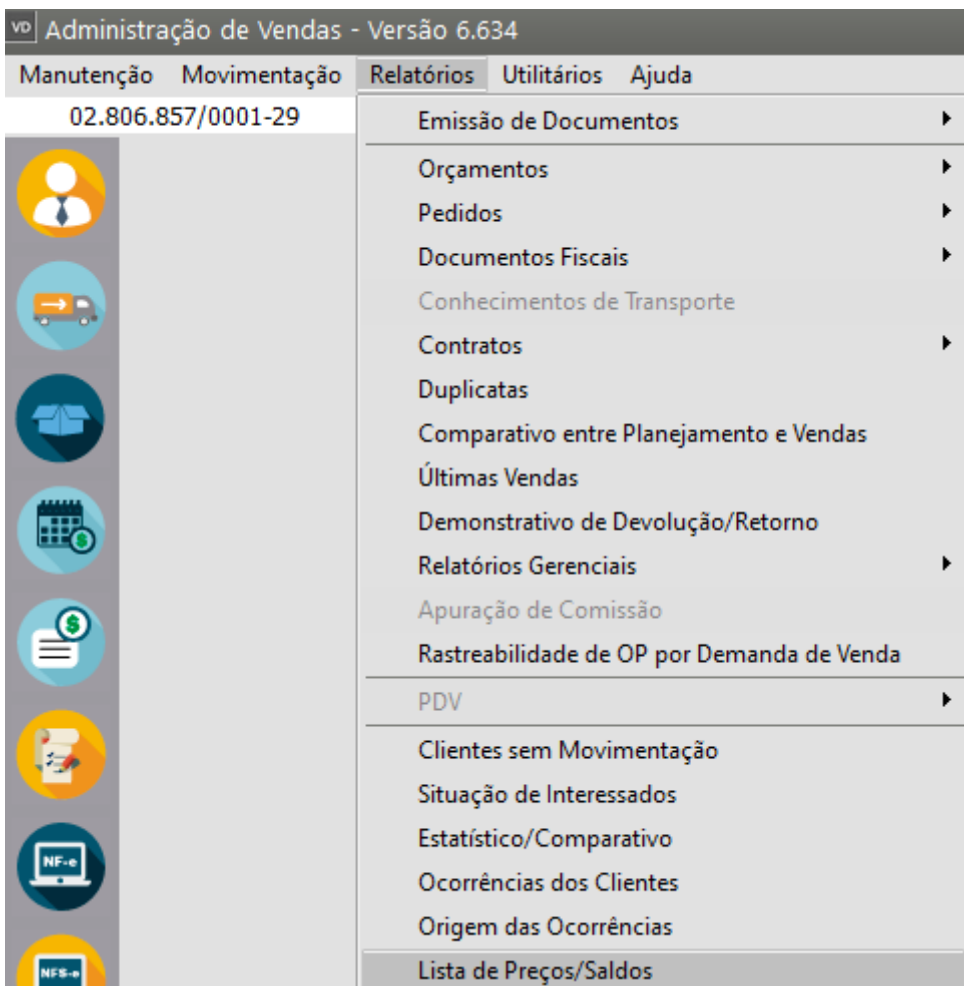 VD Administração de Vendas - Versão 6.634
Manutenção Movimentação Relatórios Utilitários Ajuda
02.806.857/0001-29
Emissão de Documentos
Orçamentos
Pedidos
Documentos Fiscais
Conhecimentos de Transporte
Contratos
Duplicatas
Comparativo entre Planejamento e Vendas
Últimas Vendas
Demonstrativo de Devolução/Retorno
Relatórios Gerenciais
Apuração de Comissão
Rastreabilidade de OP por Demanda de Venda
PDV
Clientes sem Movimentação
Situação de Interessados
Estatístico/Comparativo
NF-e
Ocorrências dos Clientes
Origem das Ocorrências
Lista de Preços/Saldos
NFS-e